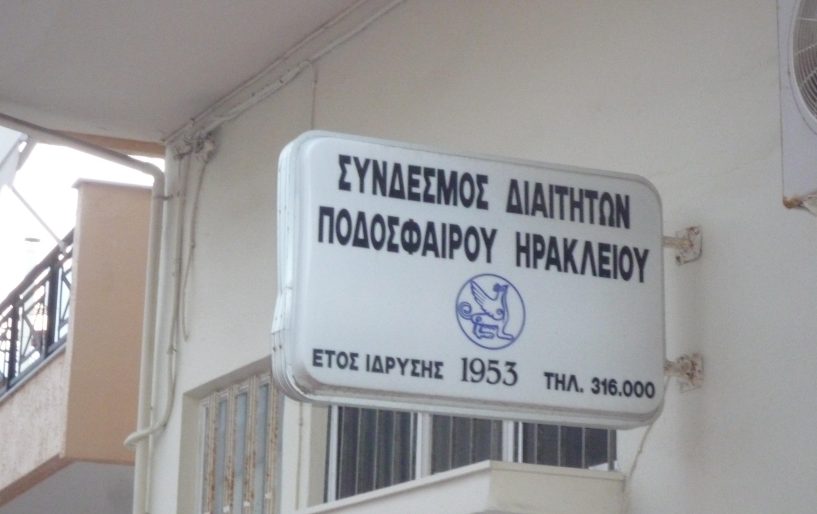 ΣΥΝΔΕΣΜΟΣ ΔΙΑΙΤΗΤΩΝ
ΠΟΔΟΣΦΑΙΡΟΥ ΗΡΑΚΛΕΙΟΥ
ΕΤΟΣ ΙΔΡΥΣΗΣ 1953 ΤΗΛ. 316.000